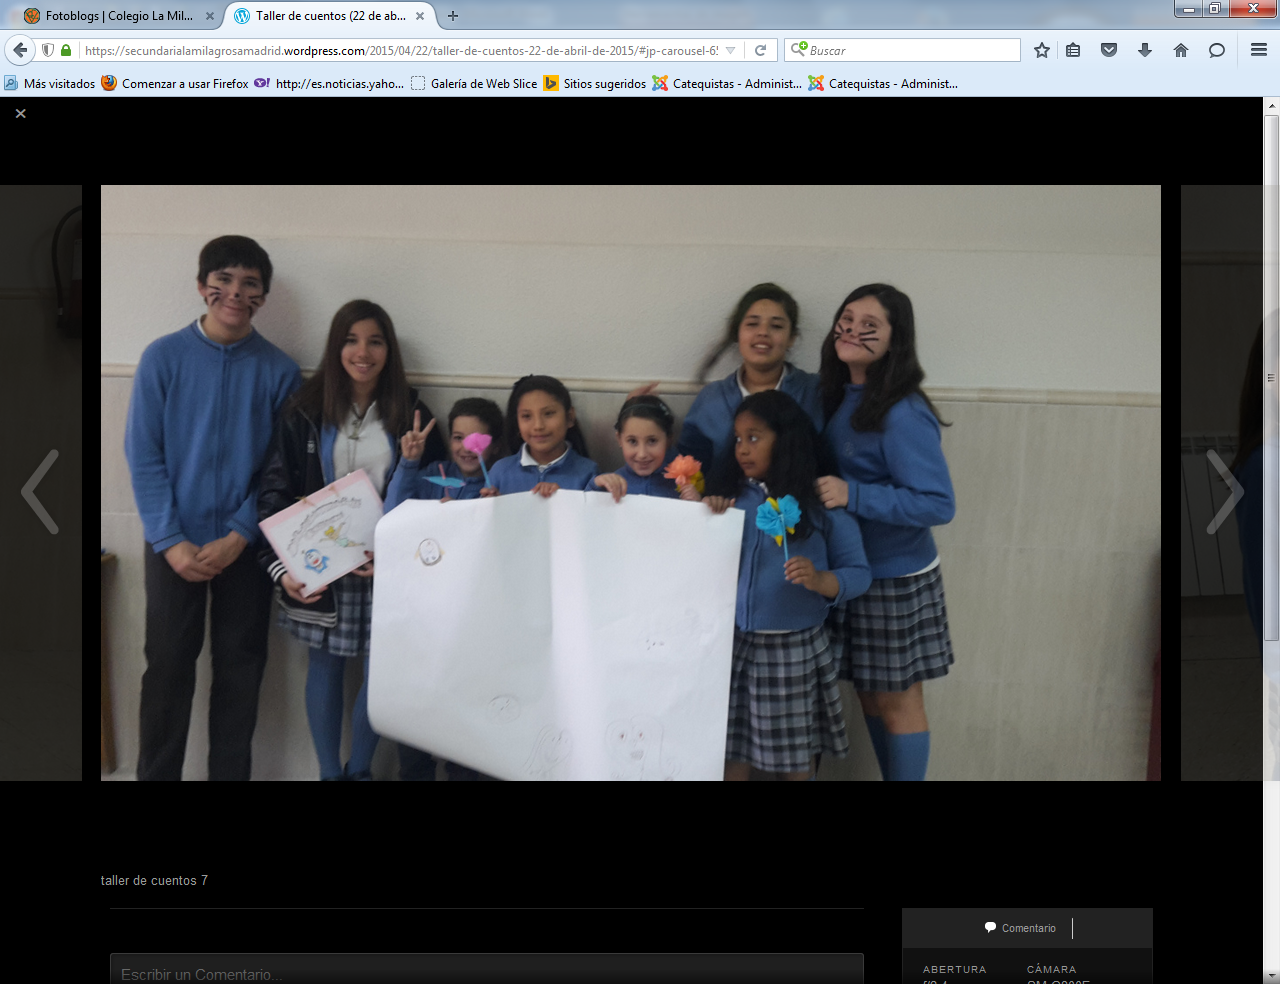 Fotoblogs | Colegio La Mil...
Taller de cuentos (22 de ab...
https://secundarialamilagrosamadrid.wordpress.com/2015/04/22/taller-de-cuentos-22-de-abril-de-2015/#jp-carousel-65
Buscar
Más visitados
Comenzar a usar Firefox
http://es.noticias.yaho...
Galería de Web Slice
Sitios sugeridos
Catequistas - Administ...
Catequistas - Administ...
taller de cuentos 7
Comentario
Escribir un Comentario...
ABERTURA
CÁMARA